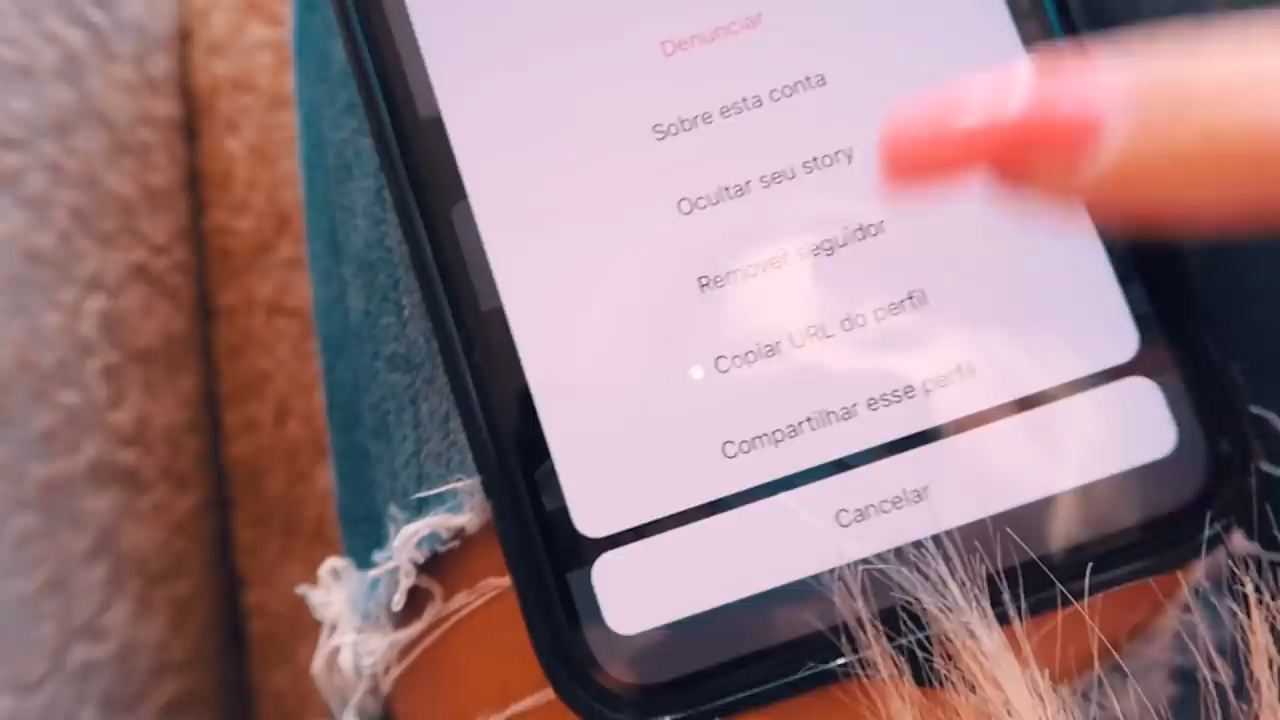 Denunciar
Sobre esta conta
Ocultar seu story
Remover seguidor
Copiar URL do perfil
Compartilhar esse perfil
Cancelar